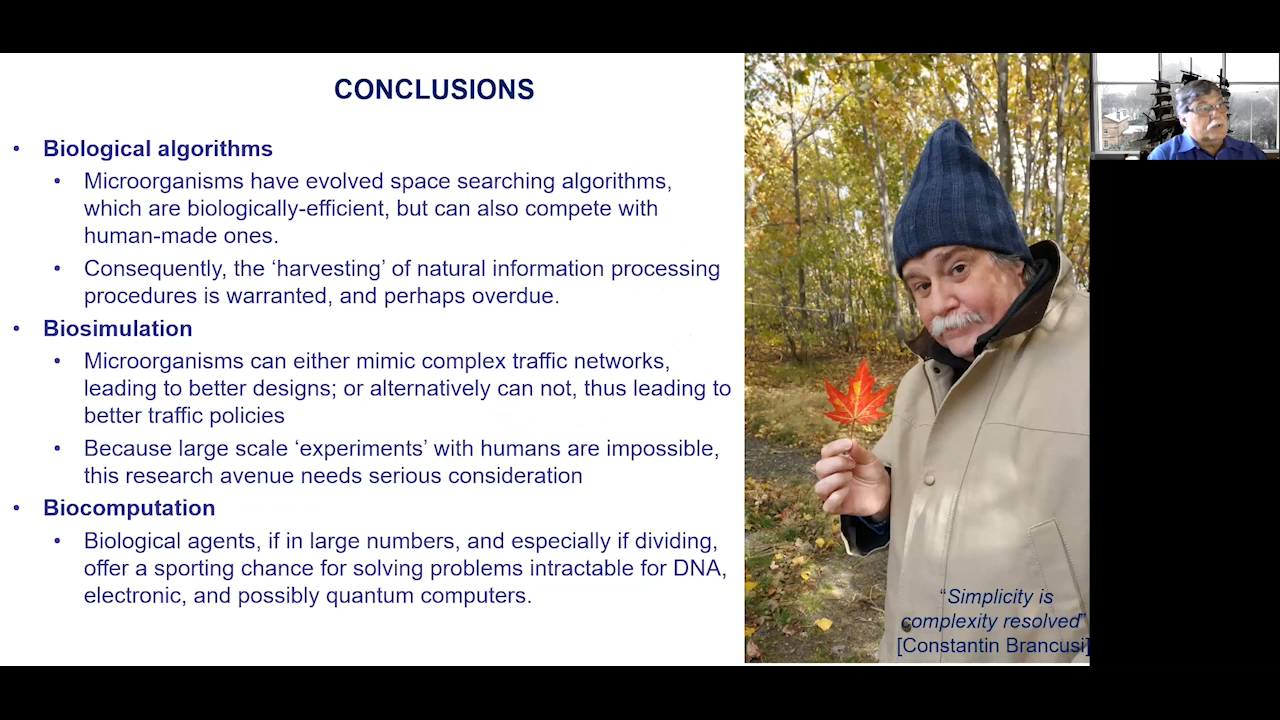 CONCLUSIONS
• Biological algorithms
• Microorganisms have evolved space searching algorithms,
which are biologically-efficient, but can also compete with
human-made ones.
• Consequently, the ‘harvesting’ of natural information processing
procedures is warranted, and perhaps overdue.
• Biosimulation
• Microorganisms can either mimic complex traffic networks,
leading to better designs; or alternatively can not, thus leading to
better traffic policies
• Because large scale ‘experiments’ with humans are impossible,
this research avenue needs serious consideration
• Biocomputation
• Biological agents, if in large numbers, and especially if dividing,
offer a sporting chance for solving problems intractable for DNA,
electronic, and possibly quantum computers.
“Simplicity is
complexity resolved”
[Constantin Brancusi]